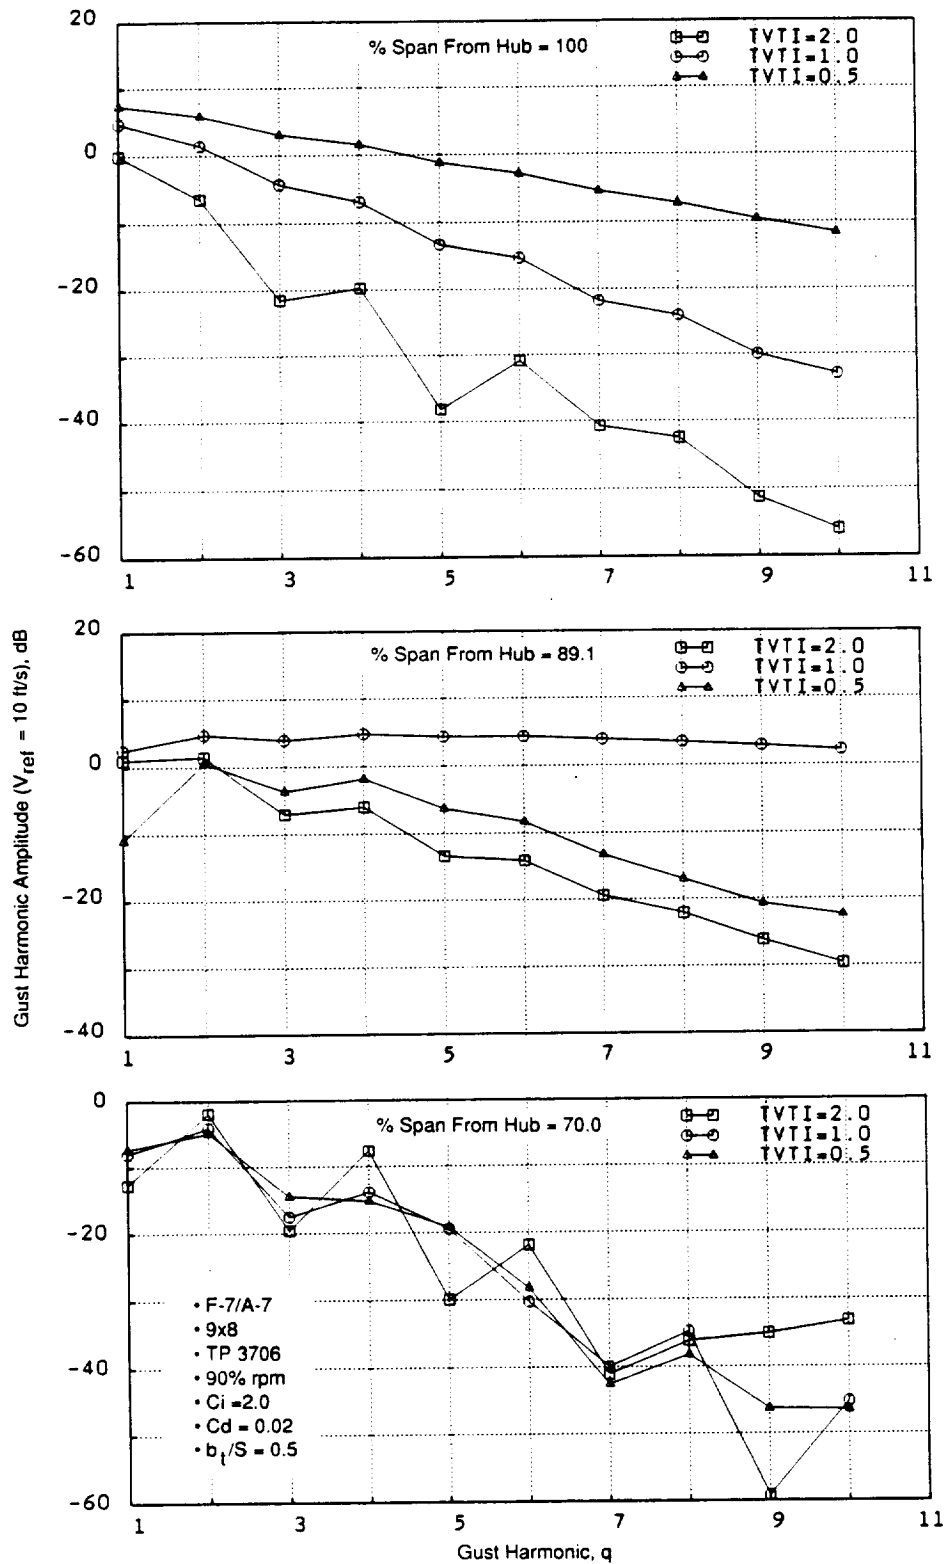 20
% Span From Hub = 100
TVTI=2.0
TVTI=1.0
TVTI=0.5
0
-20
-40
-60
1 3 5 7 9 11
Gust Harmonic Amplitude (Vref = 10 ft/s), dB
20
% Span From Hub = 89.1
TVTI=2.0
TVTI=1.0
TVTI=0.5
0
-20
-40
1 3 5 7 9 11
0
% Span From Hub = 70.0
TVTI=2.0
TVTI=1.0
TVTI=0.5
-20
• F-7/A-7
• 9x8
• TP 3706
• 90% rpm
• Ci =2.0
• Cd = 0.02
• bt/S = 0.5
-40
-60
1 3 5 7 9 11
Gust Harmonic, q